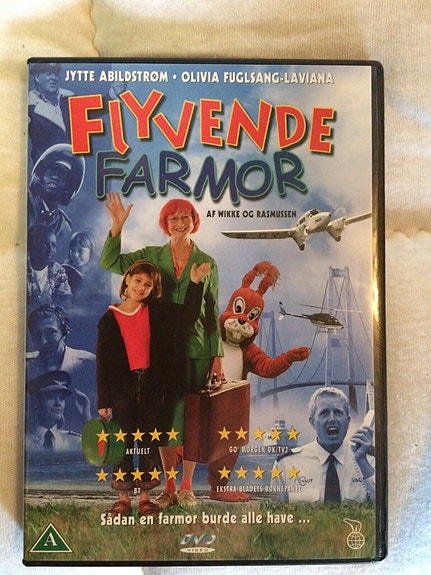 JYTTE ABILDSTRØM · OLIVIA FUGLSANG-LAVIANA
FLYVENDE
FARMOR
AF WIKKE OG RASMUSSEN
AKTUELT
GO' MORGEN DK/TV2
BT
EKSTRA BLADETS BØRNEPANEL
Sådan en farmor burde alle have ...
A
DVD
VIDEO